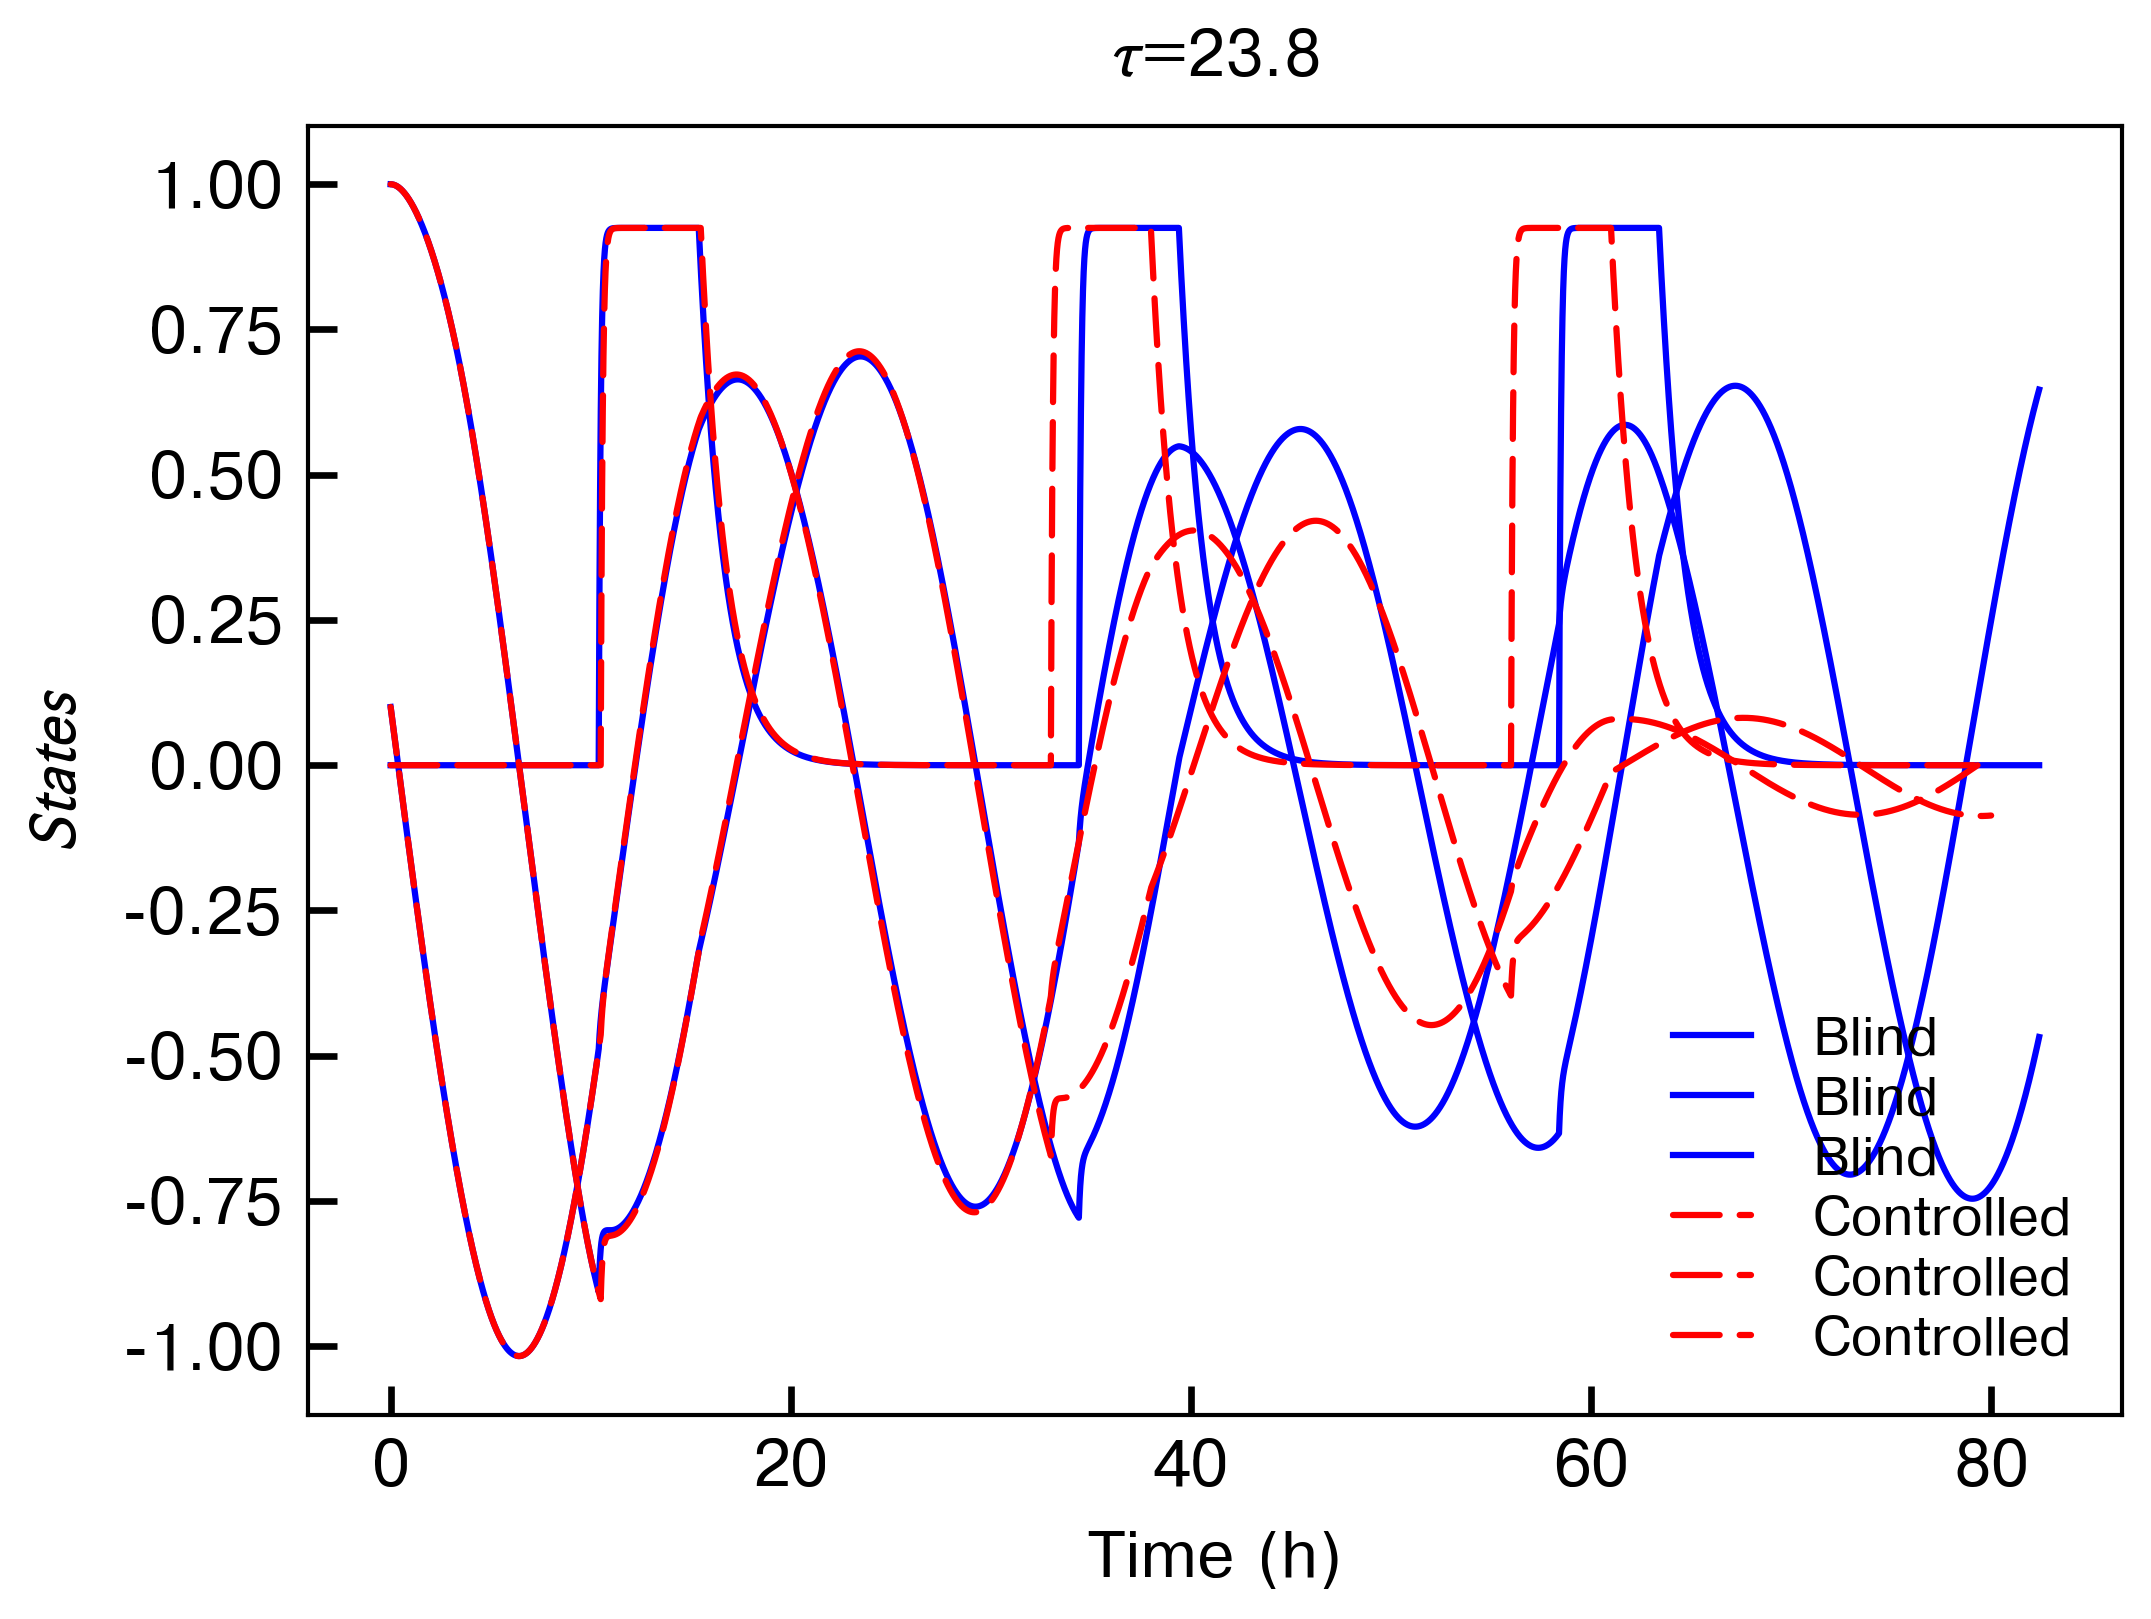 τ=23.8
1.00
0.75
0.50
0.25
0.00
-0.25
-0.50
-0.75
-1.00
States
0 20 40 60 80
Time (h)
Blind
Blind
Blind
Controlled
Controlled
Controlled